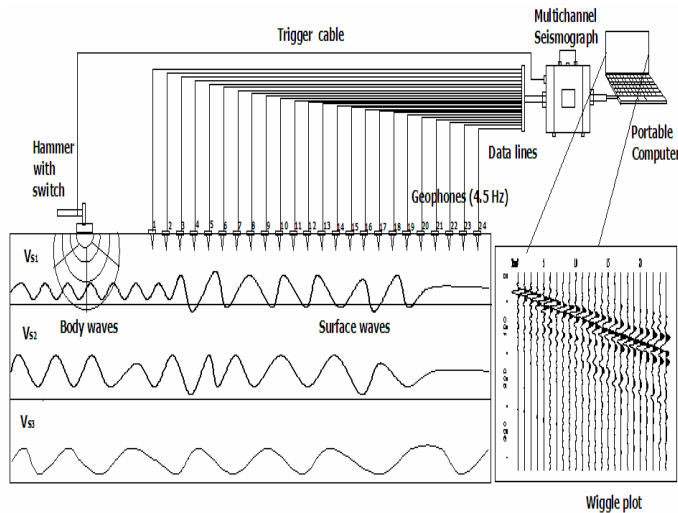 Multichannel
Seismograph
Trigger cable
Portable
Computer
Data lines
Hammer
with
switch
Geophones (4.5 Hz)
1 2 3 4 5 6 7 8 9 10 11 12 13 14 15 16 17 18 19 20 21 22 23 24
VS1
Body waves
Surface waves
VS2
VS3
Wiggle plot